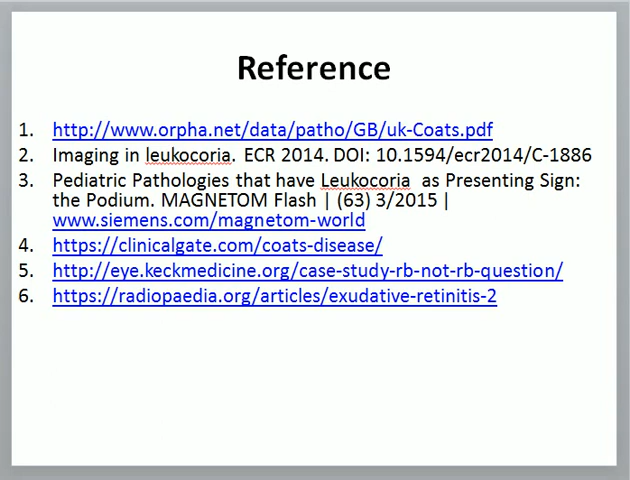 Reference
1. http://www.orpha.net/data/patho/GB/uk-Coats.pdf
2. Imaging in leukocoria. ECR 2014. DOI: 10.1594/ecr2014/C-1886
3. Pediatric Pathologies that have Leukocoria as Presenting Sign:
the Podium. MAGNETOM Flash | (63) 3/2015 |
www.siemens.com/magnetom-world
4. https://clinicalgate.com/coats-disease/
5. http://eye.keckmedicine.org/case-study-rb-not-rb-question/
6. https://radiopaedia.org/articles/exudative-retinitis-2